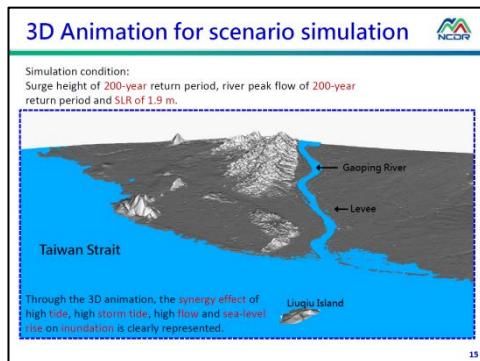 3D Animation for scenario simulation
NCDR
Simulation condition:
Surge height of 200-year return period, river peak flow of 200-year
return period and SLR of 1.9 m.
Gaoping River
Levee
Taiwan Strait
Through the 3D animation, the synergy effect of
high tide, high storm tide, high flow and sea-level
rise on inundation is clearly represented.
Liuqiu Island
15